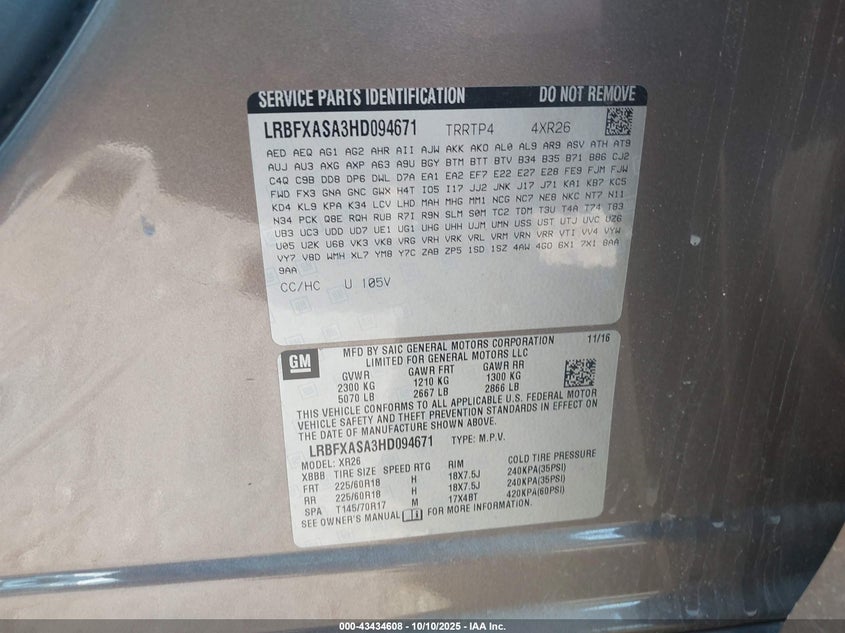 SERVICE PARTS IDENTIFICATION DO NOT REMOVE
LRBFXASA3HD094671 TRRTP4 4XR26
AED AEQ AG1 AG2 AHR AII AJW AKK AKO AL0 AL9 AR9 ASV ATH AT9
AUJ AU3 AXG AXP A63 A9U BGY BTM BTT BTV B34 B35 B71 B86 CJ2
C4Q C9B DD8 DP6 DWL D7A EA1 EA2 EF7 E22 E27 E28 FE9 FJM FJW
FWD FX3 GNA GNC GWX H4T IO5 I17 JJ2 JNK J17 J71 KA1 KB7 KC5
KD4 KL9 KPA K34 LCV LHD MAH MHG MM1 NCG NC7 NE8 NKC NT7 N11
N34 PCK Q8E RQH RUB R7I R9N SLM S0M TC2 TDM T3U T4A T74 T83
UB3 UC3 UDD UD7 UE1 UG1 UHG UHH UJM UMN USS UST UTJ UVC UZ6
U05 U2K U68 VK3 VK8 VRG VRH VRK VRL VRM VRN VRR VTI VV4 VYW
VY7 V8D WMH XL7 YM8 Y7C ZAB ZP5 1SD 1SZ 4AW 4G0 6X1 7X1 8AA
9AA
CC/HC U 105V
GM
MFD BY SAIC GENERAL MOTORS CORPORATION 11/16
LIMITED FOR GENERAL MOTORS LLC
GVWR GAWR FRT GAWR RR
2300 KG 1210 KG 1300 KG
5070 LB 2667 LB 2866 LB
THIS VEHICLE CONFORMS TO ALL APPLICABLE U.S. FEDERAL MOTOR
VEHICLE SAFETY AND THEFT PREVENTION STANDARDS IN EFFECT ON
THE DATE OF MANUFACTURE SHOWN ABOVE.
LRBFXASA3HD094671 TYPE: M.P.V.
MODEL: XR26
XBBB TIRE SIZE SPEED RTG RIM COLD TIRE PRESSURE
FRT 225/60R18 H 18X7.5J 240KPA(35PSI)
RR 225/60R18 H 18X7.5J 240KPA(35PSI)
SPA T145/70R17 M 17X4BT 420KPA(60PSI)
SEE OWNER'S MANUAL FOR MORE INFORMATION.
000-43434608 - 10/10/2025 - IAA Inc.